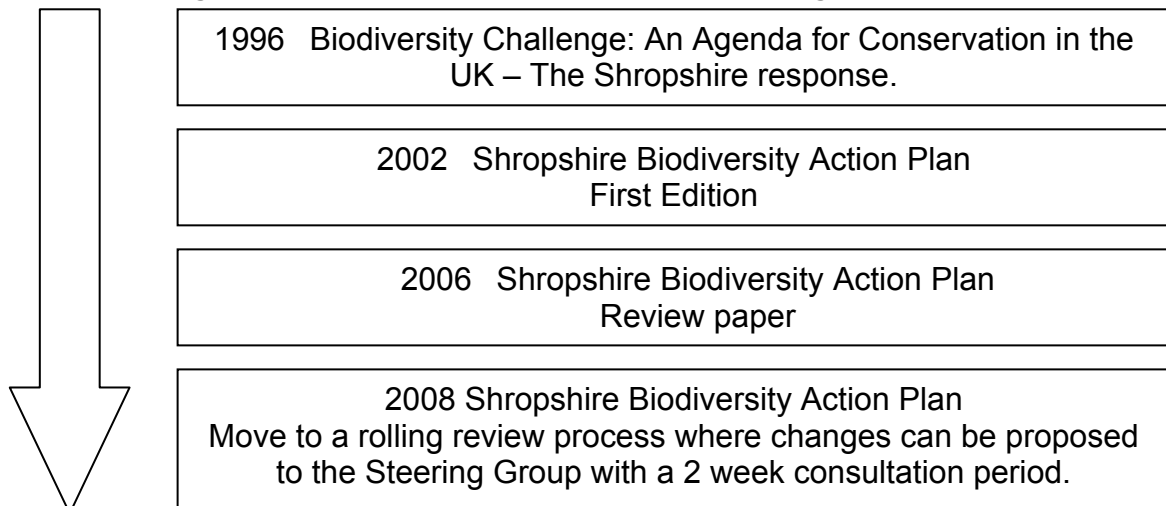 1996 Biodiversity Challenge: An Agenda for Conservation in the
UK – The Shropshire response.
2002 Shropshire Biodiversity Action Plan
First Edition
2006 Shropshire Biodiversity Action Plan
Review paper
2008 Shropshire Biodiversity Action Plan
Move to a rolling review process where changes can be proposed
to the Steering Group with a 2 week consultation period.